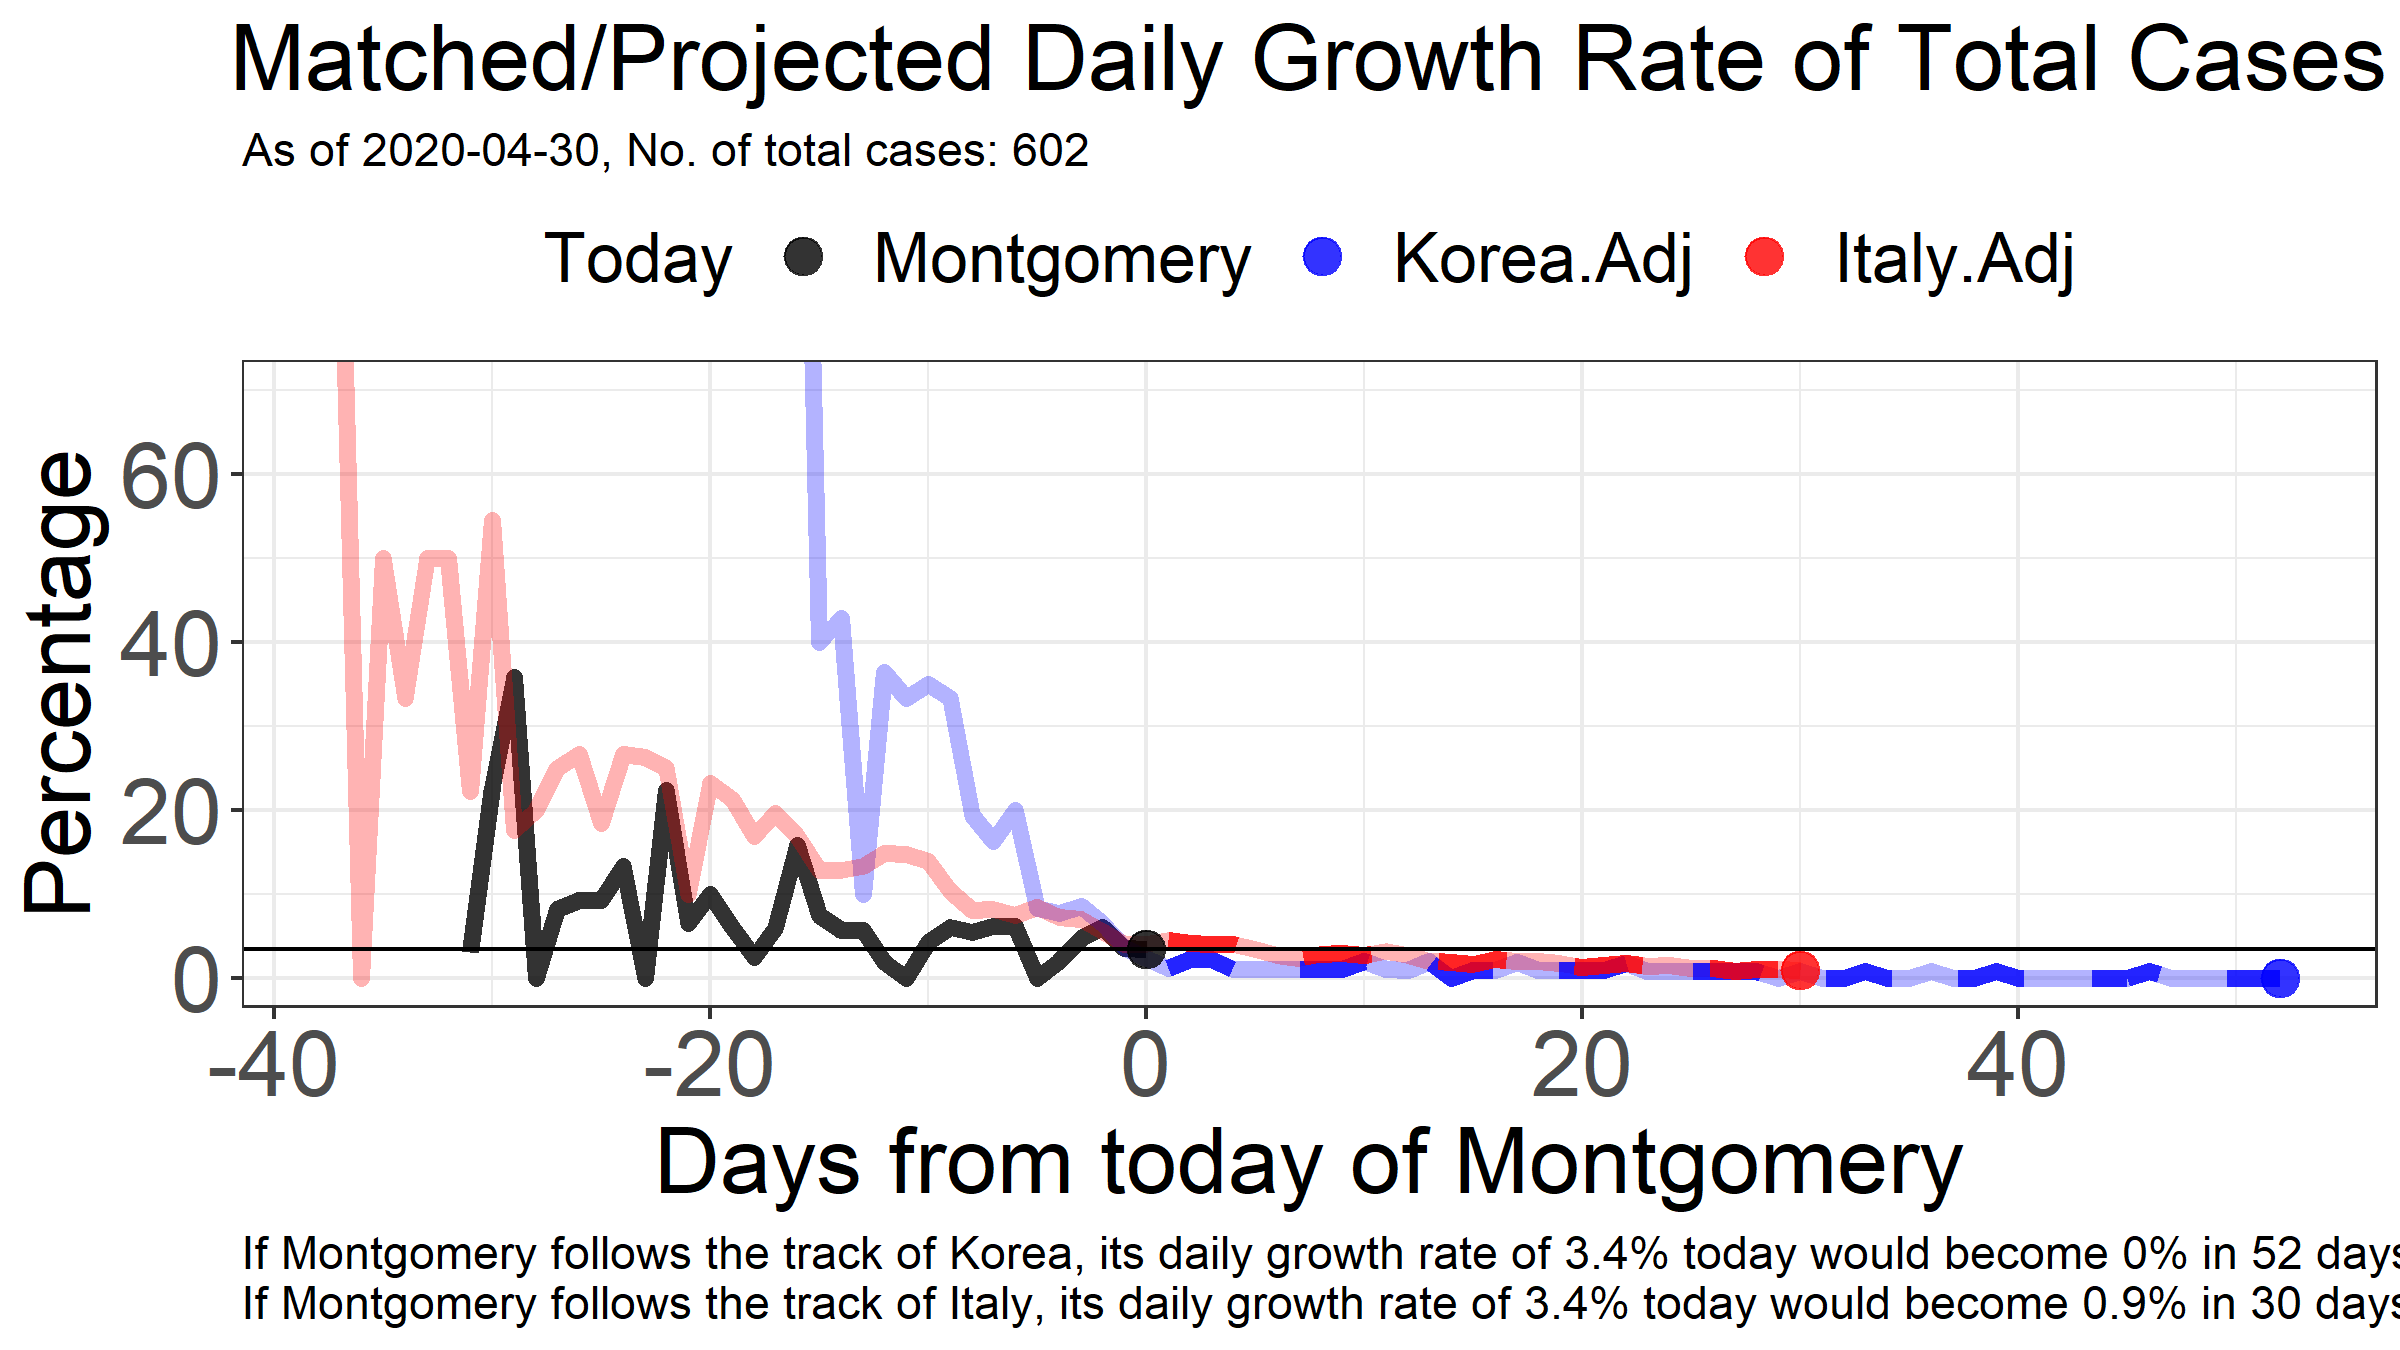 Matched/Projected Daily Growth Rate of Total Cases
As of 2020-04-30, No. of total cases: 602
Today Montgomery Korea.Adj Italy.Adj
Percentage
60
40
20
0
-40 -20 0 20 40
Days from today of Montgomery
If Montgomery follows the track of Korea, its daily growth rate of 3.4% today would become 0% in 52 days
If Montgomery follows the track of Italy, its daily growth rate of 3.4% today would become 0.9% in 30 days